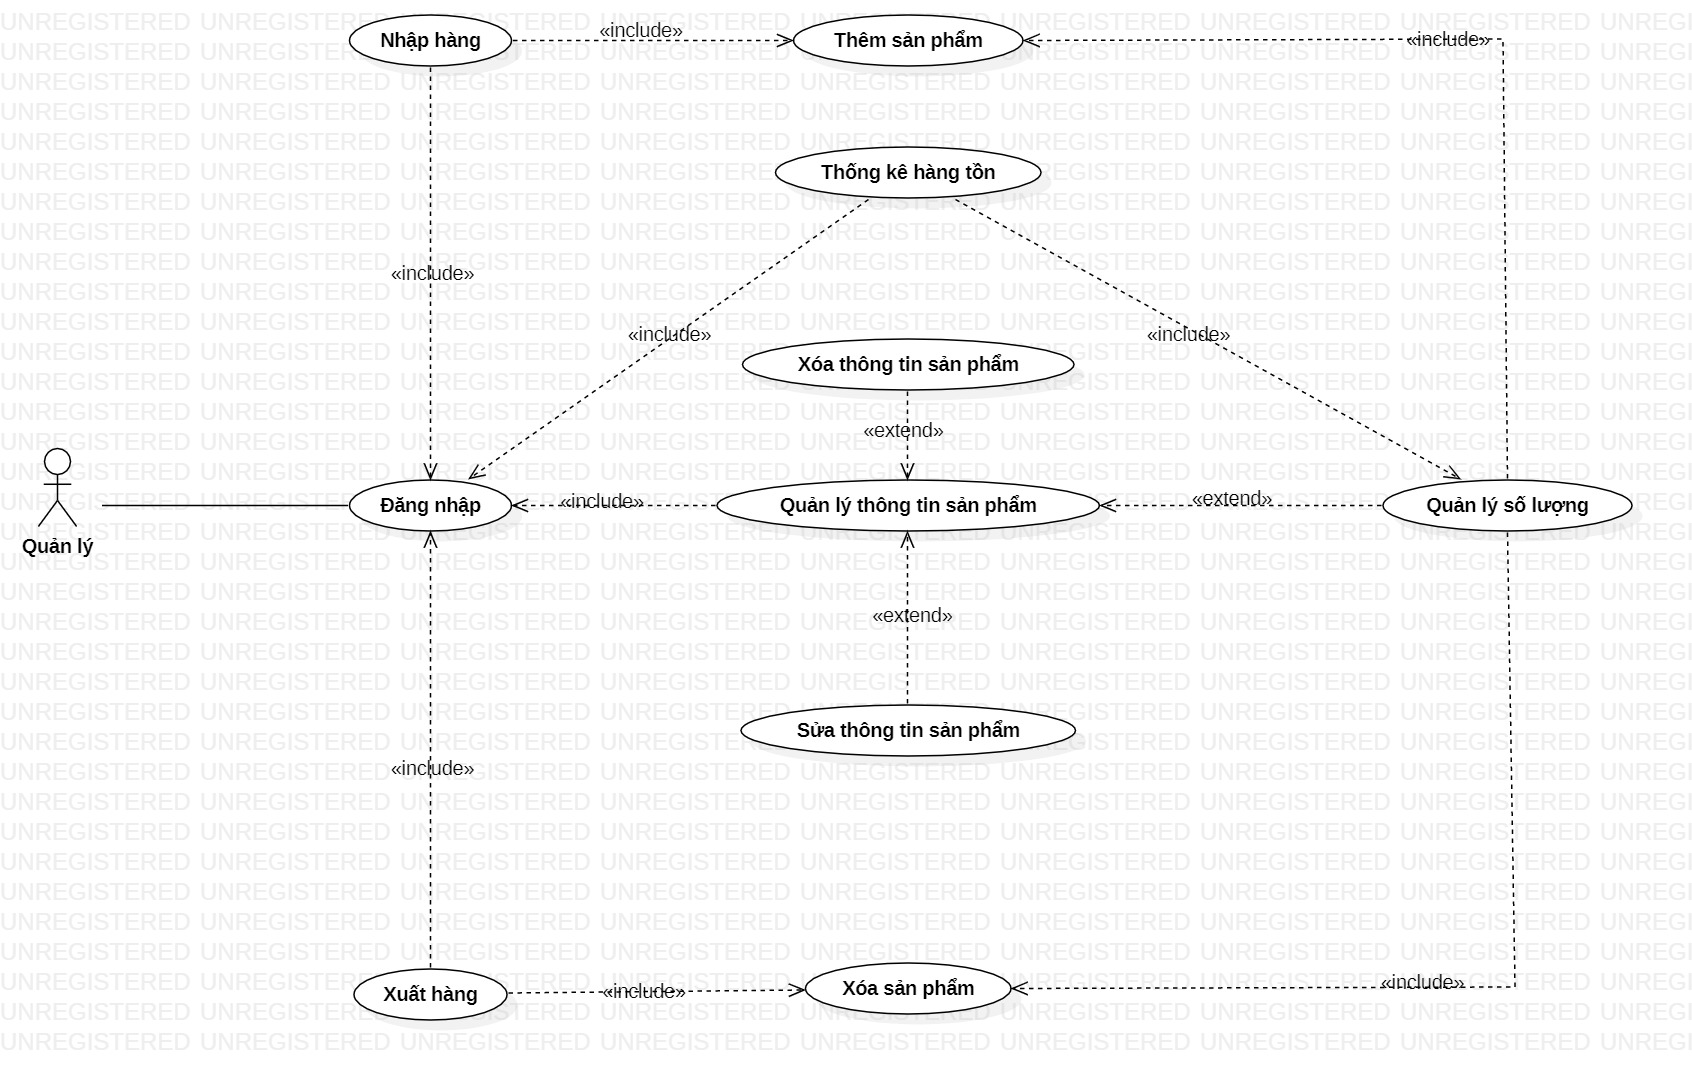 Nhập hàng
«include»
Thêm sản phẩm
«include»
Thống kê hàng tồn
«include»
«include»
«include»
Xóa thông tin sản phẩm
«extend»
Quản lý
Đăng nhập
«include»
Quản lý thông tin sản phẩm
«extend»
Quản lý số lượng
«extend»
Sửa thông tin sản phẩm
«include»
Xuất hàng
«include»
Xóa sản phẩm
«include»
UNREGISTERED